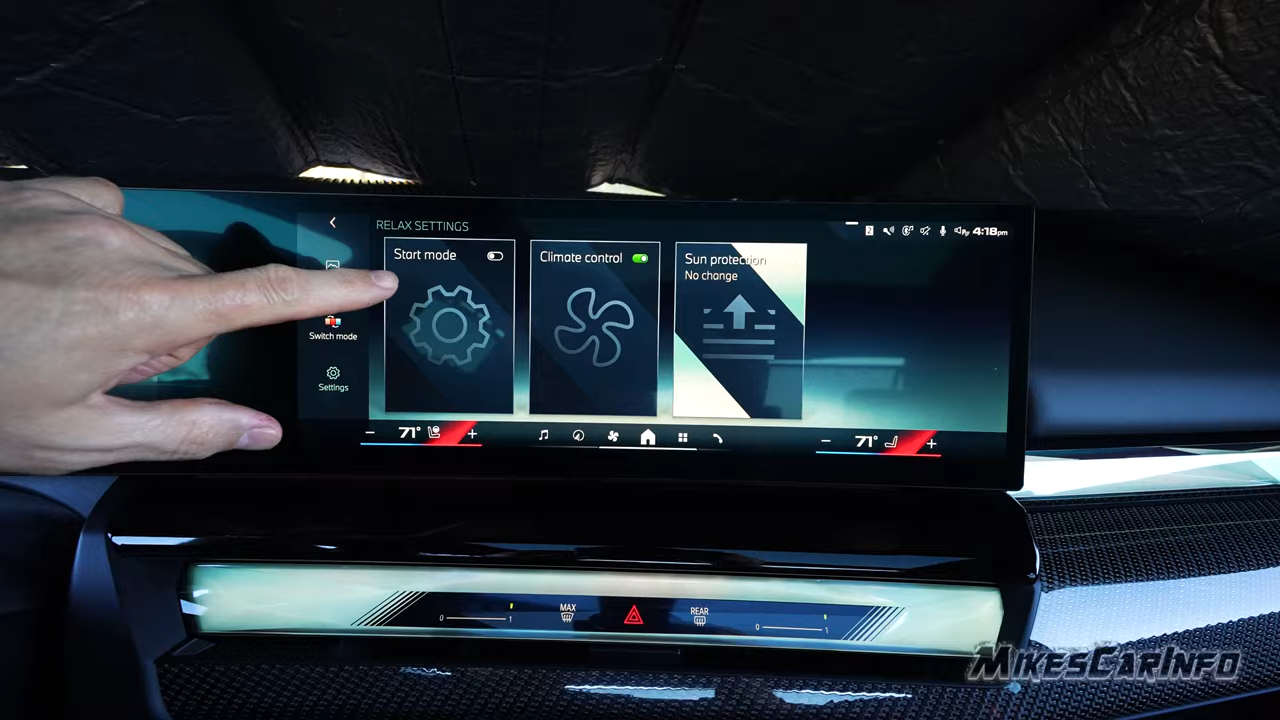 RELAX SETTINGS
4:18pm
Start mode
Climate control
Sun protection
No change
Switch mode
Settings
− 71° +
− 71° +
0 1
MAX
REAR
0 1
MIKESCARINFO